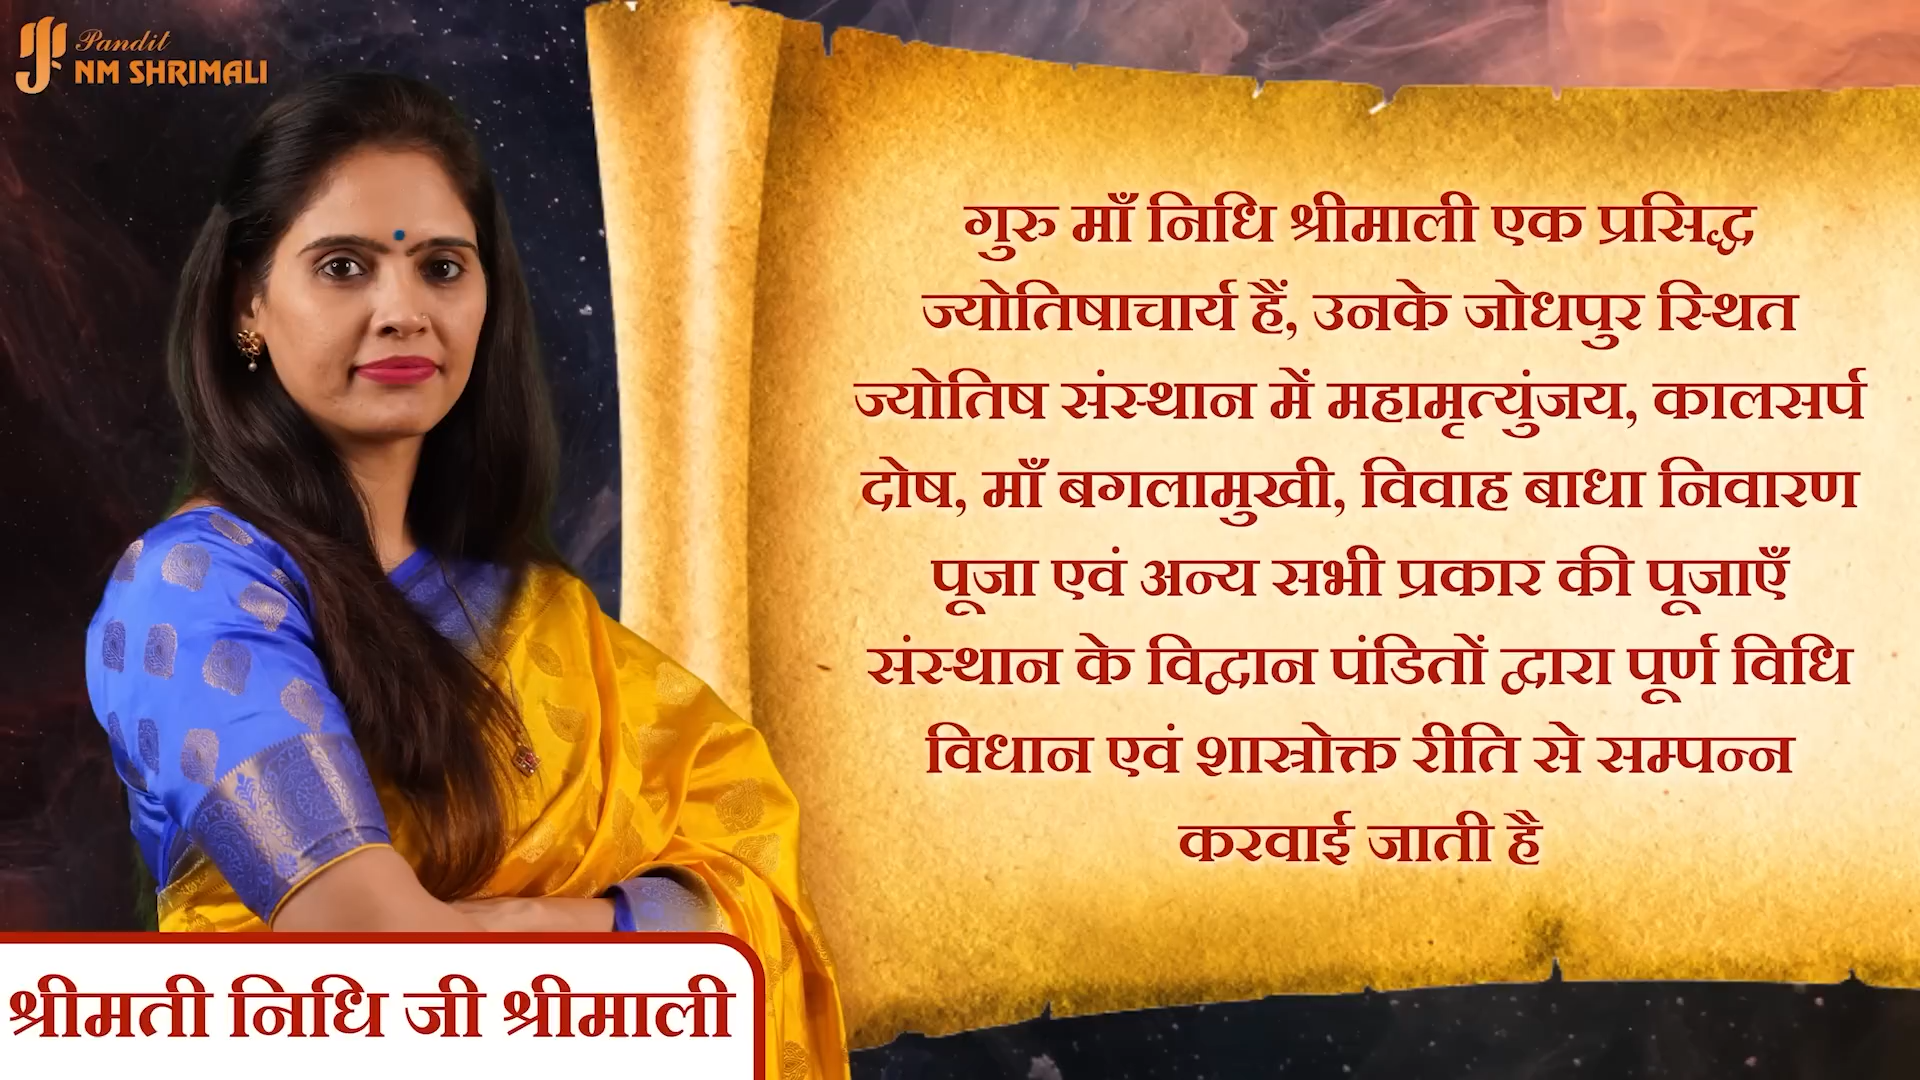 Pandit
NM SHRIMALI
गुरु माँ निधि श्रीमाली एक प्रसिद्ध
ज्योतिषाचार्य हैं, उनके जोधपुर स्थित
ज्योतिष संस्थान में महामृत्युंजय, कालसर्प
दोष, माँ बगलामुखी, विवाह बाधा निवारण
पूजा एवं अन्य सभी प्रकार की पूजाएँ
संस्थान के विद्वान पंडितों द्वारा पूर्ण विधि
विधान एवं शास्त्रोक्त रीति से सम्पन्न
करवाई जाती है
श्रीमती निधि जी श्रीमाली